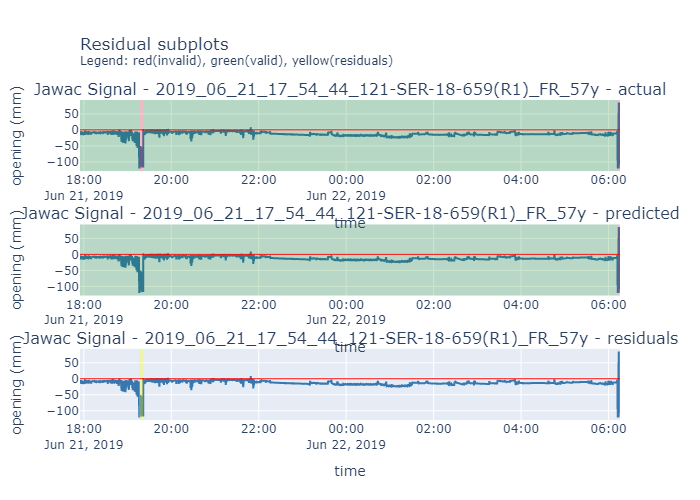 Residual subplots
Legend: red(invalid), green(valid), yellow(residuals)
Jawac Signal - 2019_06_21_17_54_44_121-SER-18-659(R1)_FR_57y - actual
opening (mm)
50
0
−50
−100
18:00 20:00 22:00 00:00 02:00 04:00 06:00
Jun 21, 2019 Jun 22, 2019
time
Jawac Signal - 2019_06_21_17_54_44_121-SER-18-659(R1)_FR_57y - predicted
opening (mm)
50
0
−50
−100
18:00 20:00 22:00 00:00 02:00 04:00 06:00
Jun 21, 2019 Jun 22, 2019
time
Jawac Signal - 2019_06_21_17_54_44_121-SER-18-659(R1)_FR_57y - residuals
opening (mm)
50
0
−50
−100
18:00 20:00 22:00 00:00 02:00 04:00 06:00
Jun 21, 2019 Jun 22, 2019
time